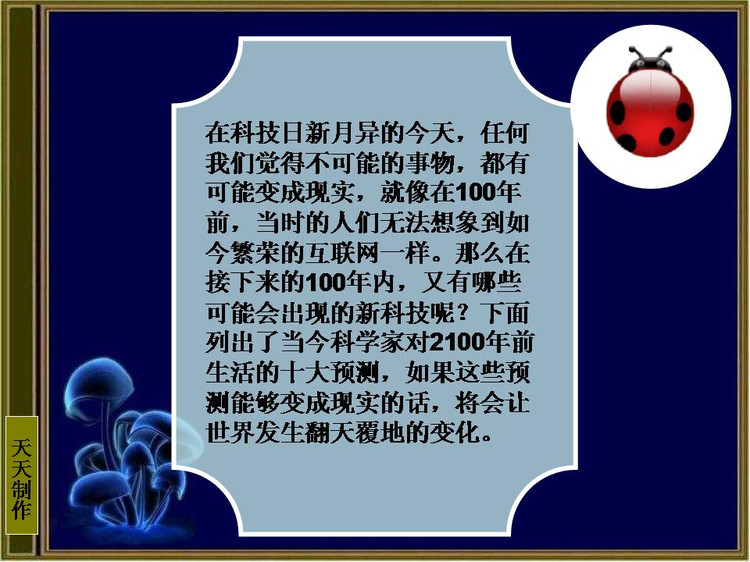 在科技日新月异的今天，任何
我们觉得不可能的事物，都有
可能变成现实，就像在100年
前，当时的人们无法想象到如
今繁荣的互联网一样。那么在
接下来的100年内，又有哪些
可能会出现的新科技呢？下面
列出了当今科学家对2100年前
生活的十大预测，如果这些预
测能够变成现实的话，将会让
世界发生翻天覆地的变化。
天天制作